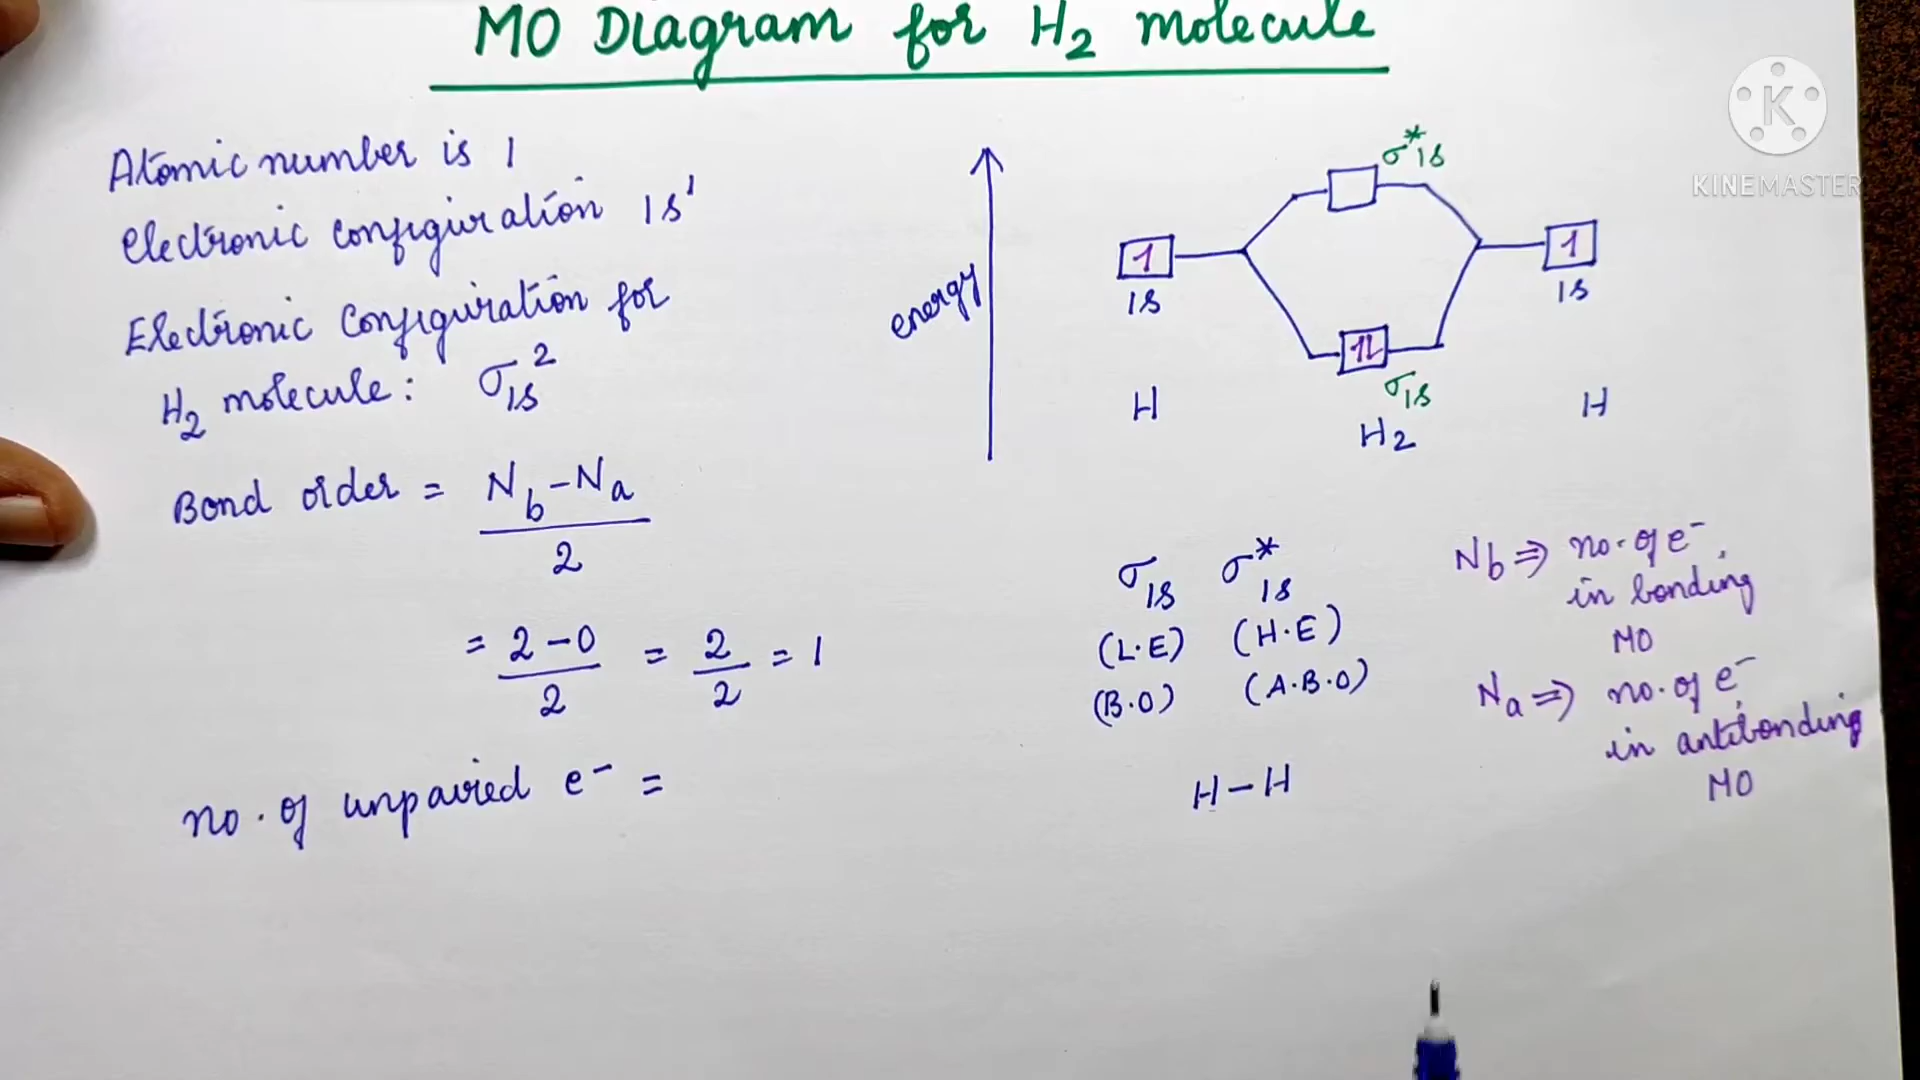 MO Diagram for H₂ molecule
Atomic number is 1
electronic configuration 1s¹
Electronic configuration for
H₂ molecule: σ1s²
Bond order = (Nb - Na) / 2
= (2 - 0) / 2 = 2/2 = 1
no. of unpaired e⁻ =
energy
σ*1s
1
1s
1
1s
1L
σ1s
H
H₂
H
σ1s σ*1s
(L.E) (H.E)
(B.O) (A.B.O)
H-H
Nb ⇒ no. of e⁻
in bonding
MO
Na ⇒ no. of e⁻
in antibonding
MO
K
KINEMASTER